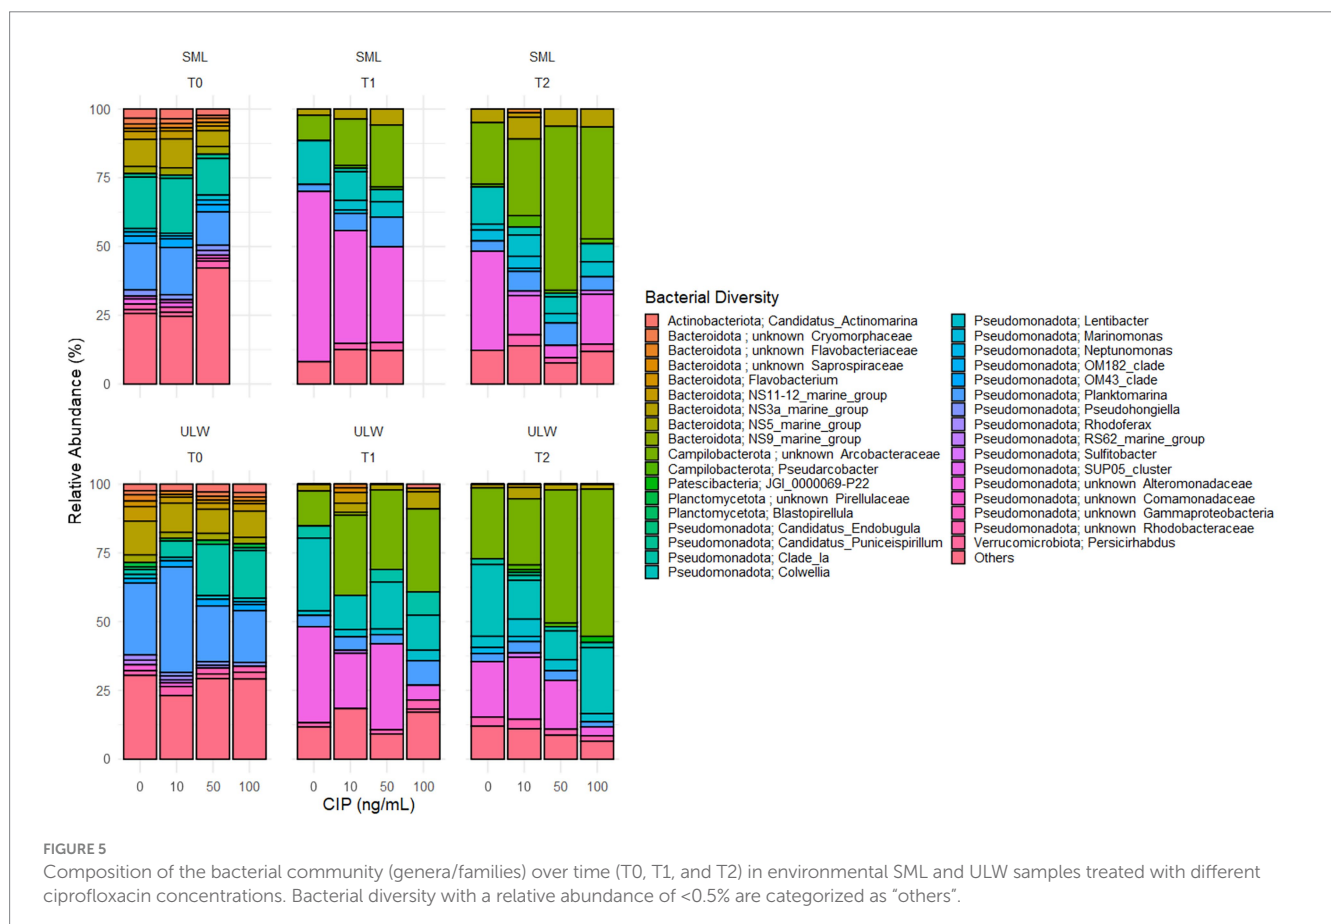 SML
SML
SML
T0
T1
T2
100
75
50
25
0
ULW
ULW
ULW
T0
T1
T2
100
75
50
25
0
0 10 50 100
0 10 50 100
0 10 50 100
Relative Abundance (%)
CIP (ng/mL)
Bacterial Diversity
Actinobacteriota; Candidatus_Actinomarina
Bacteroidota ; unknown Cryomorphaceae
Bacteroidota ; unknown Flavobacteriaceae
Bacteroidota ; unknown Saprospiraceae
Bacteroidota; Flavobacterium
Bacteroidota; NS11-12_marine_group
Bacteroidota; NS3a_marine_group
Bacteroidota; NS5_marine_group
Bacteroidota; NS9_marine_group
Campilobacterota ; unknown Arcobacteraceae
Campilobacterota ; Pseudarcobacter
Patescibacteria; JGI_0000069-P22
Planctomycetota ; unknown Pirellulaceae
Planctomycetota; Blastopirellula
Pseudomonadota; Candidatus_Endobugula
Pseudomonadota; Candidatus_Puniceispirillum
Pseudomonadota; Clade_Ia
Pseudomonadota; Colwellia
Pseudomonadota; Lentibacter
Pseudomonadota; Marinomonas
Pseudomonadota; Neptunomonas
Pseudomonadota; OM182_clade
Pseudomonadota; OM43_clade
Pseudomonadota; Planktomarina
Pseudomonadota; Pseudohongiella
Pseudomonadota; Rhodoferax
Pseudomonadota; RS62_marine_group
Pseudomonadota; Sulfitobacter
Pseudomonadota; SUP05_cluster
Pseudomonadota; unknown Alteromonadaceae
Pseudomonadota; unknown Comamonadaceae
Pseudomonadota; unknown Gammaproteobacteria
Pseudomonadota; unknown Rhodobacteraceae
Verrucomicrobiota; Persicirhabdus
Others
FIGURE 5
Composition of the bacterial community (genera/families) over time (T0, T1, and T2) in environmental SML and ULW samples treated with different
ciprofloxacin concentrations. Bacterial diversity with a relative abundance of <0.5% are categorized as “others”.